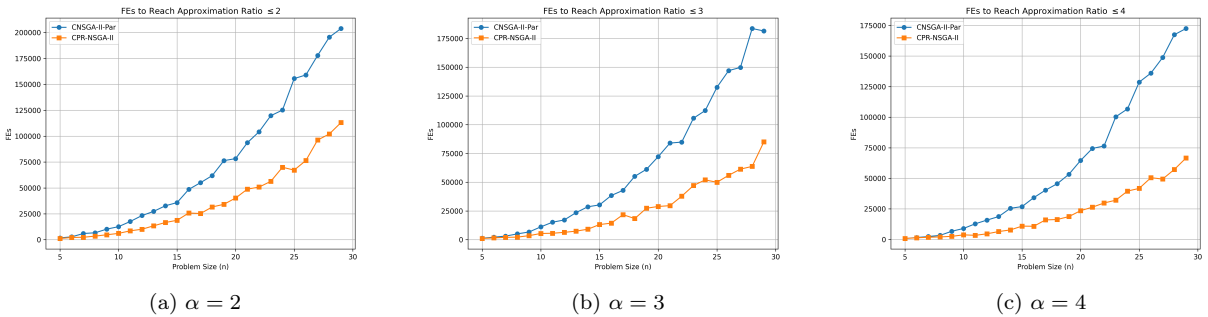 FEs to Reach Approximation Ratio ≤2
CNSGA-II-Par
CPR-NSGA-II
200000
175000
150000
125000
100000
75000
50000
25000
0
FEs
5 10 15 20 25 30
Problem Size (n)
(a) α = 2
FEs to Reach Approximation Ratio ≤3
CNSGA-II-Par
CPR-NSGA-II
175000
150000
125000
100000
75000
50000
25000
0
FEs
5 10 15 20 25 30
Problem Size (n)
(b) α = 3
FEs to Reach Approximation Ratio ≤4
CNSGA-II-Par
CPR-NSGA-II
175000
150000
125000
100000
75000
50000
25000
0
FEs
5 10 15 20 25 30
Problem Size (n)
(c) α = 4